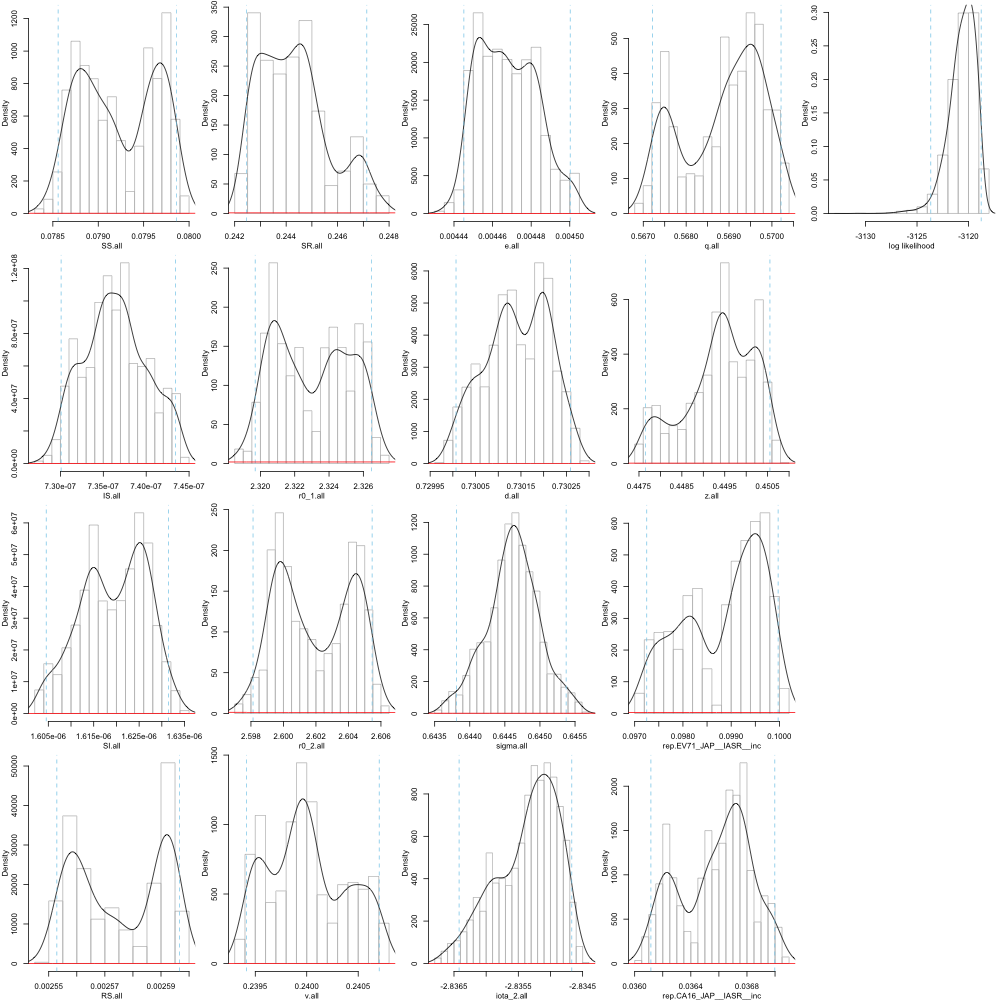 Density
0 200 400 600 800 1000 1200
0.0785 0.0790 0.0795 0.0800
SS.all
Density
0 50 100 150 200 250 300 350
0.242 0.244 0.246 0.248
SR.all
Density
0 5000 10000 15000 20000 25000
0.00444 0.00446 0.00448 0.00450
e.all
Density
0 100 200 300 400 500
0.5670 0.5680 0.5690 0.5700
q.all
Density
0.00 0.05 0.10 0.15 0.20 0.25 0.30
-3130 -3125 -3120
log likelihood
Density
0.0e+00 4.0e+07 8.0e+07 1.2e+08
7.30e-07 7.35e-07 7.40e-07 7.45e-07
IS.all
Density
0 50 100 150 200 250
2.320 2.322 2.324 2.326
r0_1.all
Density
0 1000 2000 3000 4000 5000 6000
0.72995 0.73005 0.73015 0.73025
d.all
Density
0 200 400 600
0.4475 0.4485 0.4495 0.4505
z.all
Density
0e+00 1e+07 2e+07 3e+07 4e+07 5e+07 6e+07
1.605e-06 1.615e-06 1.625e-06 1.635e-06
SI.all
Density
0 50 100 150 200 250
2.598 2.600 2.602 2.604 2.606
r0_2.all
Density
0 200 400 600 800 1000 1200
0.6435 0.6440 0.6445 0.6450 0.6455
sigma.all
Density
0 100 200 300 400 500 600
0.0970 0.0980 0.0990 0.1000
rep.EV71_JAP__IASR__inc
Density
0 10000 20000 30000 40000 50000
0.00255 0.00257 0.00259
RS.all
Density
0 500 1000 1500
0.2395 0.2400 0.2405
v.all
Density
0 200 400 600 800
-2.8365 -2.8355 -2.8345
iota_2.all
Density
0 500 1000 1500 2000
0.0360 0.0364 0.0368
rep.CA16_JAP__IASR__inc